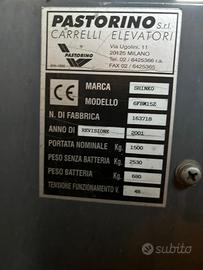 PASTORINO s.r.l.
CARRELLI ELEVATORI
PASTORINO
Via Ugolini, 11
20125 MILANO
Tel. 02 / 6425366 r.a.
FAX 02 / 6425365
CE
MARCA SHINKO
MODELLO 6FBM15Z
N. DI FABBRICA 163718
ANNO DI REVISIONE 2001
PORTATA NOMINALE Kg. 1500
PESO SENZA BATTERIA Kg. 2530
PESO BATTERIA Kg. 680
TENSIONE FUNZIONAMENTO V. 48
subito